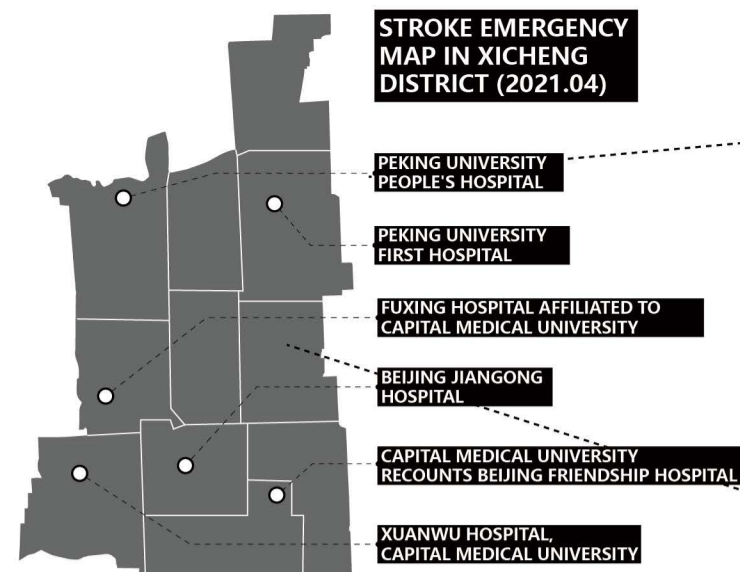 STROKE EMERGENCY
MAP IN XICHENG
DISTRICT (2021.04)
PEKING UNIVERSITY
PEOPLE'S HOSPITAL
PEKING UNIVERSITY
FIRST HOSPITAL
FUXING HOSPITAL AFFILIATED TO
CAPITAL MEDICAL UNIVERSITY
BEIJING JIANGONG
HOSPITAL
CAPITAL MEDICAL UNIVERSITY
RECOUNTS BEIJING FRIENDSHIP HOSPITAL
XUANWU HOSPITAL,
CAPITAL MEDICAL UNIVERSITY